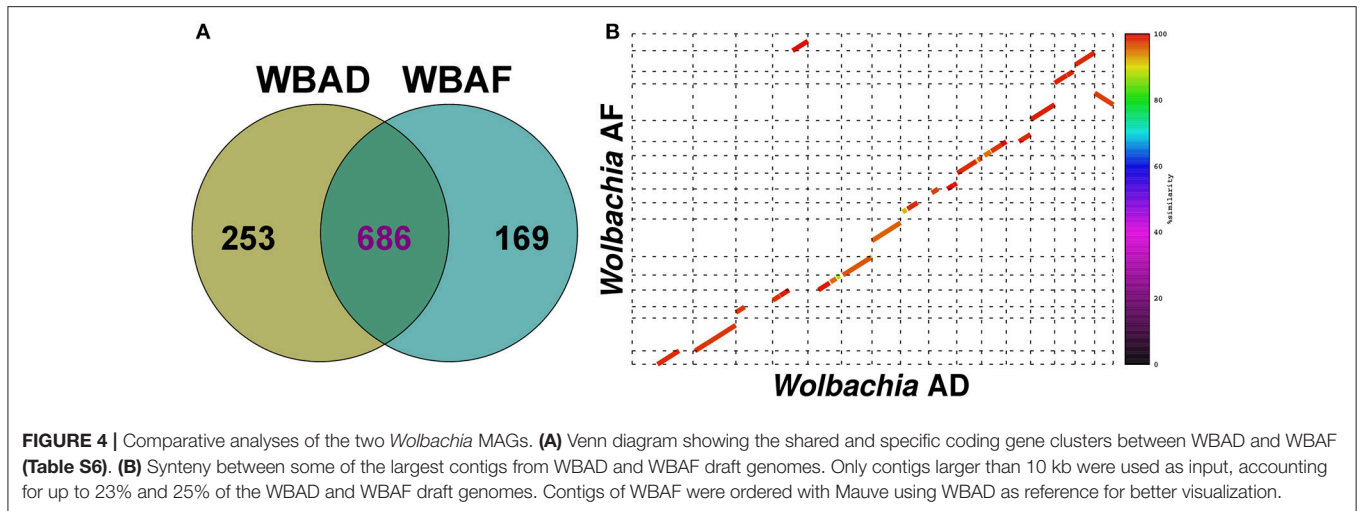 A
WBAD WBAF
253 686 169
B
Wolbachia AF
Wolbachia AD
100
80
60
40
20
0
%similarity
FIGURE 4 | Comparative analyses of the two Wolbachia MAGs. (A) Venn diagram showing the shared and specific coding gene clusters between WBAD and WBAF
(Table S6). (B) Synteny between some of the largest contigs from WBAD and WBAF draft genomes. Only contigs larger than 10 kb were used as input, accounting
for up to 23% and 25% of the WBAD and WBAF draft genomes. Contigs of WBAF were ordered with Mauve using WBAD as reference for better visualization.